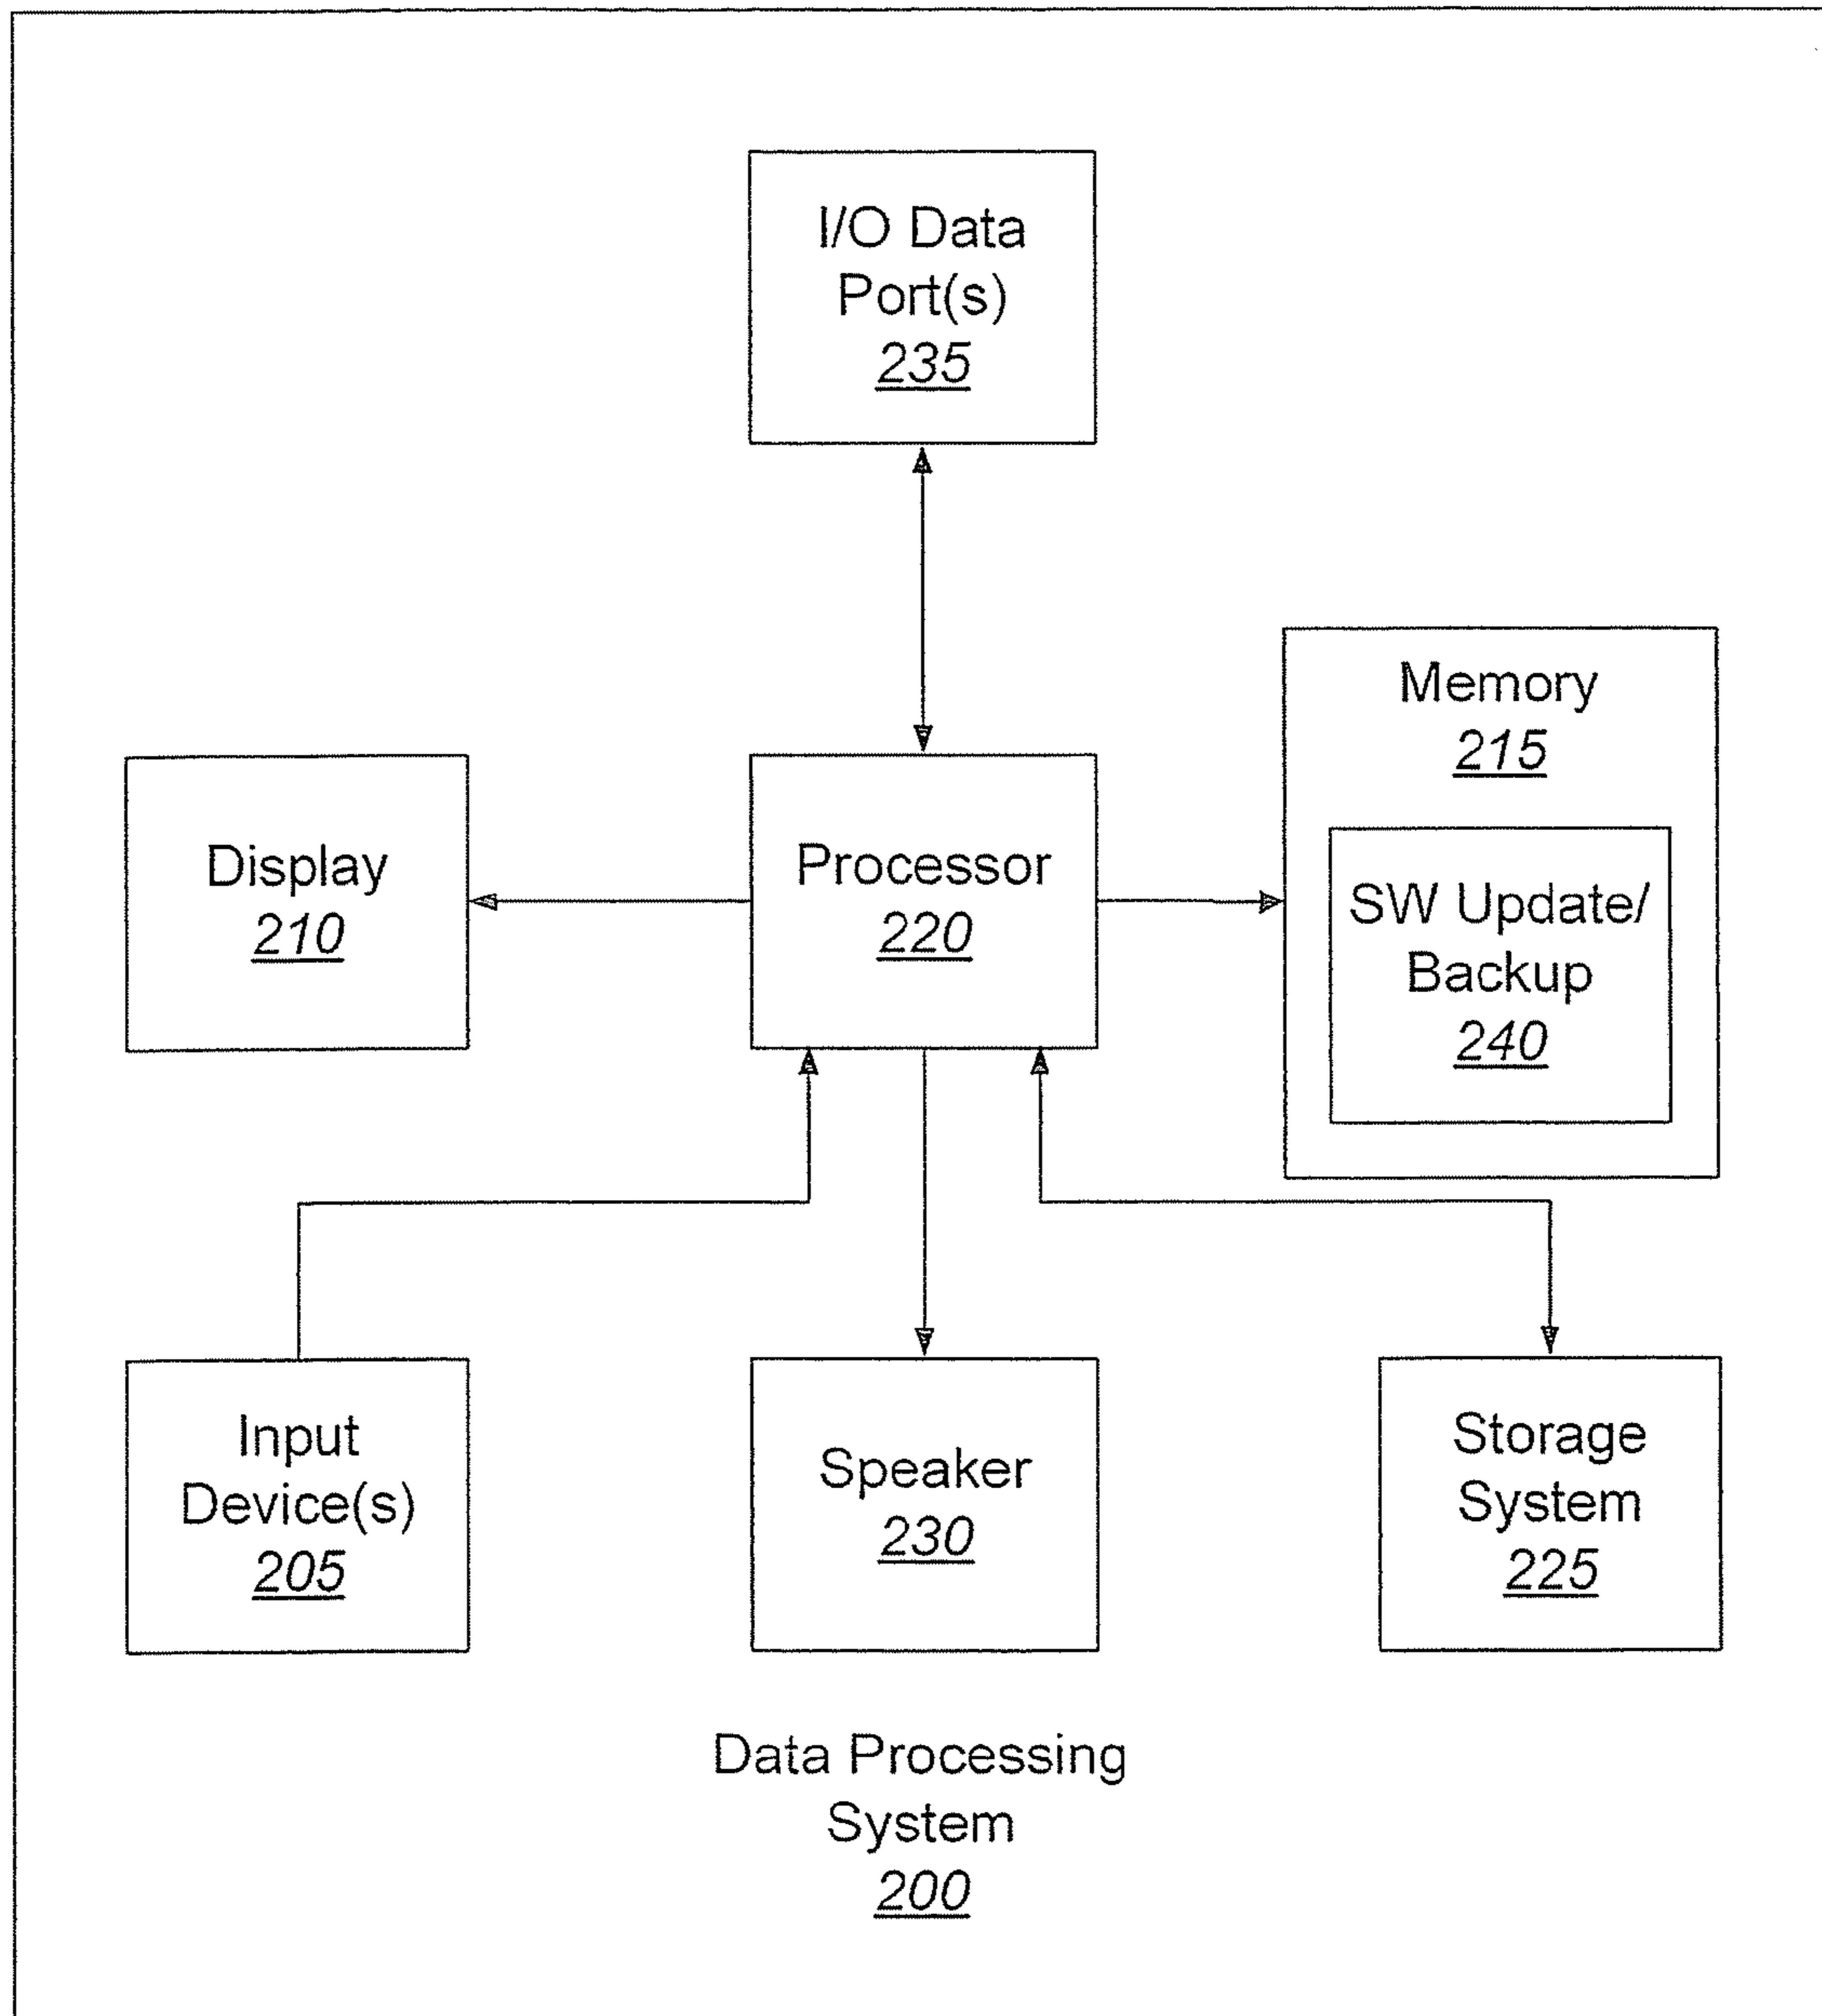 I/O Data
Port(s)
235
Memory
215
Display
210
Processor
220
SW Update/
Backup
240
Input
Device(s)
205
Speaker
230
Storage
System
225
Data Processing
System
200